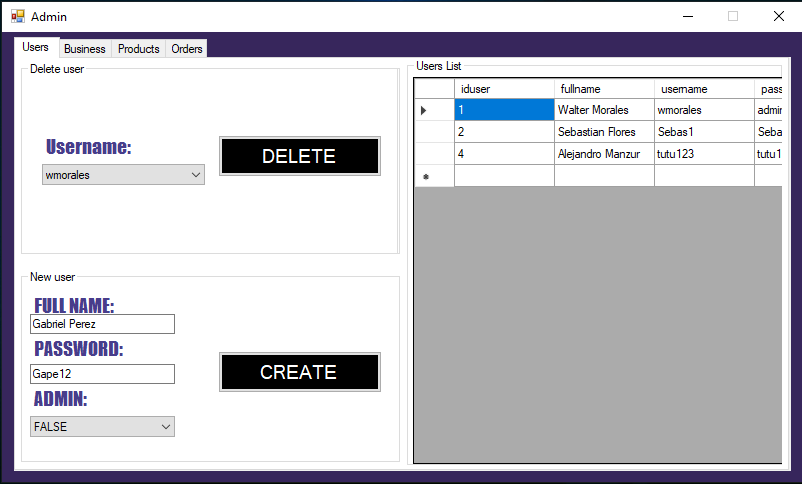 Admin
Users Business Products Orders
Delete user
Username:
wmorales
DELETE
New user
FULL NAME:
Gabriel Perez
PASSWORD:
Gape12
CREATE
ADMIN:
FALSE
Users List
iduser fullname username pass
1 Walter Morales wmorales admin
2 Sebastian Flores Sebas1 Seba
4 Alejandro Manzur tutu123 tutu1